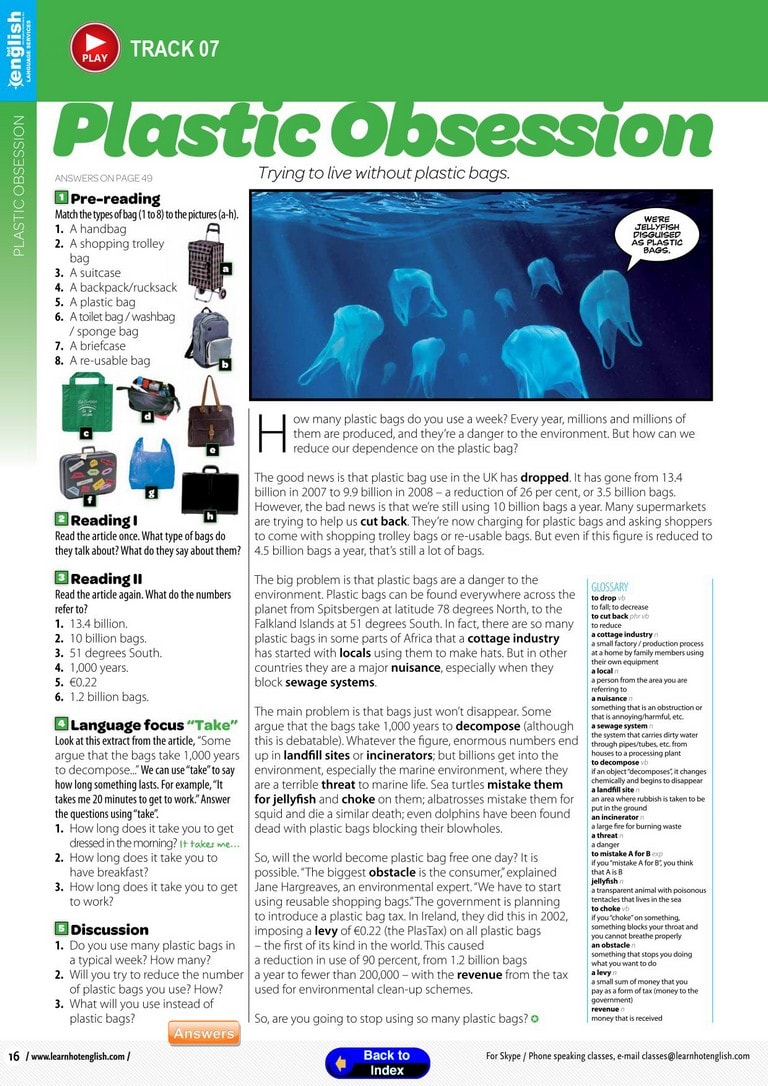 english
LANGUAGE SERVICES
PLAY
TRACK 07
PLASTIC OBSESSION
Plastic Obsession
ANSWERS ON PAGE 49
Trying to live without plastic bags.
1 Pre-reading
Match the types of bag (1 to 8) to the pictures (a-h).
1. A handbag
2. A shopping trolley
bag
3. A suitcase
4. A backpack/rucksack
5. A plastic bag
6. A toilet bag / washbag
/ sponge bag
7. A briefcase
8. A re-usable bag
a
b
c
d
e
f
g
h
WE'RE
JELLYFISH
DISGUISED
AS PLASTIC
BAGS.
2 Reading I
Read the article once. What type of bags do
they talk about? What do they say about them?
3 Reading II
Read the article again. What do the numbers
refer to?
1. 13.4 billion.
2. 10 billion bags.
3. 51 degrees South.
4. 1,000 years.
5. €0.22
6. 1.2 billion bags.
4 Language focus "Take"
Look at this extract from the article, "Some
argue that the bags take 1,000 years
to decompose..." We can use "take" to say
how long something lasts. For example, "It
takes me 20 minutes to get to work." Answer
the questions using "take".
1. How long does it take you to get
dressed in the morning? It takes me...
2. How long does it take you to
have breakfast?
3. How long does it take you to get
to work?
5 Discussion
1. Do you use many plastic bags in
a typical week? How many?
2. Will you try to reduce the number
of plastic bags you use? How?
3. What will you use instead of
plastic bags?
Answers
How many plastic bags do you use a week? Every year, millions and millions of
them are produced, and they're a danger to the environment. But how can we
reduce our dependence on the plastic bag?
The good news is that plastic bag use in the UK has dropped. It has gone from 13.4
billion in 2007 to 9.9 billion in 2008 – a reduction of 26 per cent, or 3.5 billion bags.
However, the bad news is that we're still using 10 billion bags a year. Many supermarkets
are trying to help us cut back. They're now charging for plastic bags and asking shoppers
to come with shopping trolley bags or re-usable bags. But even if this figure is reduced to
4.5 billion bags a year, that's still a lot of bags.
The big problem is that plastic bags are a danger to the
environment. Plastic bags can be found everywhere across the
planet from Spitsbergen at latitude 78 degrees North, to the
Falkland Islands at 51 degrees South. In fact, there are so many
plastic bags in some parts of Africa that a cottage industry
has started with locals using them to make hats. But in other
countries they are a major nuisance, especially when they
block sewage systems.
The main problem is that bags just won't disappear. Some
argue that the bags take 1,000 years to decompose (although
this is debatable). Whatever the figure, enormous numbers end
up in landfill sites or incinerators; but billions get into the
environment, especially the marine environment, where they
are a terrible threat to marine life. Sea turtles mistake them
for jellyfish and choke on them; albatrosses mistake them for
squid and die a similar death; even dolphins have been found
dead with plastic bags blocking their blowholes.
So, will the world become plastic bag free one day? It is
possible. "The biggest obstacle is the consumer," explained
Jane Hargreaves, an environmental expert. "We have to start
using reusable shopping bags." The government is planning
to introduce a plastic bag tax. In Ireland, they did this in 2002,
imposing a levy of €0.22 (the PlasTax) on all plastic bags
– the first of its kind in the world. This caused
a reduction in use of 90 percent, from 1.2 billion bags
a year to fewer than 200,000 – with the revenue from the tax
used for environmental clean-up schemes.
So, are you going to stop using so many plastic bags?
GLOSSARY
to drop vb
to fall; to decrease
to cut back phr vb
to reduce
a cottage industry n
a small factory / production process
at a home by family members using
their own equipment
a local n
a person from the area you are
referring to
a nuisance n
something that is an obstruction or
that is annoying/harmful, etc.
a sewage system n
the system that carries dirty water
through pipes/tubes, etc. from
houses to a processing plant
to decompose vb
if an object "decomposes", it changes
chemically and begins to disappear
a landfill site n
an area where rubbish is taken to be
put in the ground
an incinerator n
a large fire for burning waste
a threat n
a danger
to mistake A for B exp
if you "mistake A for B", you think
that A is B
jellyfish n
a transparent animal with poisonous
tentacles that lives in the sea
to choke vb
if you "choke" on something,
something blocks your throat and
you cannot breathe properly
an obstacle n
something that stops you doing
what you want to do
a levy n
a small sum of money that you
pay as a form of tax (money to the
government)
revenue n
money that is received
16 / www.learnhotenglish.com /
Back to
Index
For Skype / Phone speaking classes, e-mail classes@learnhotenglish.com